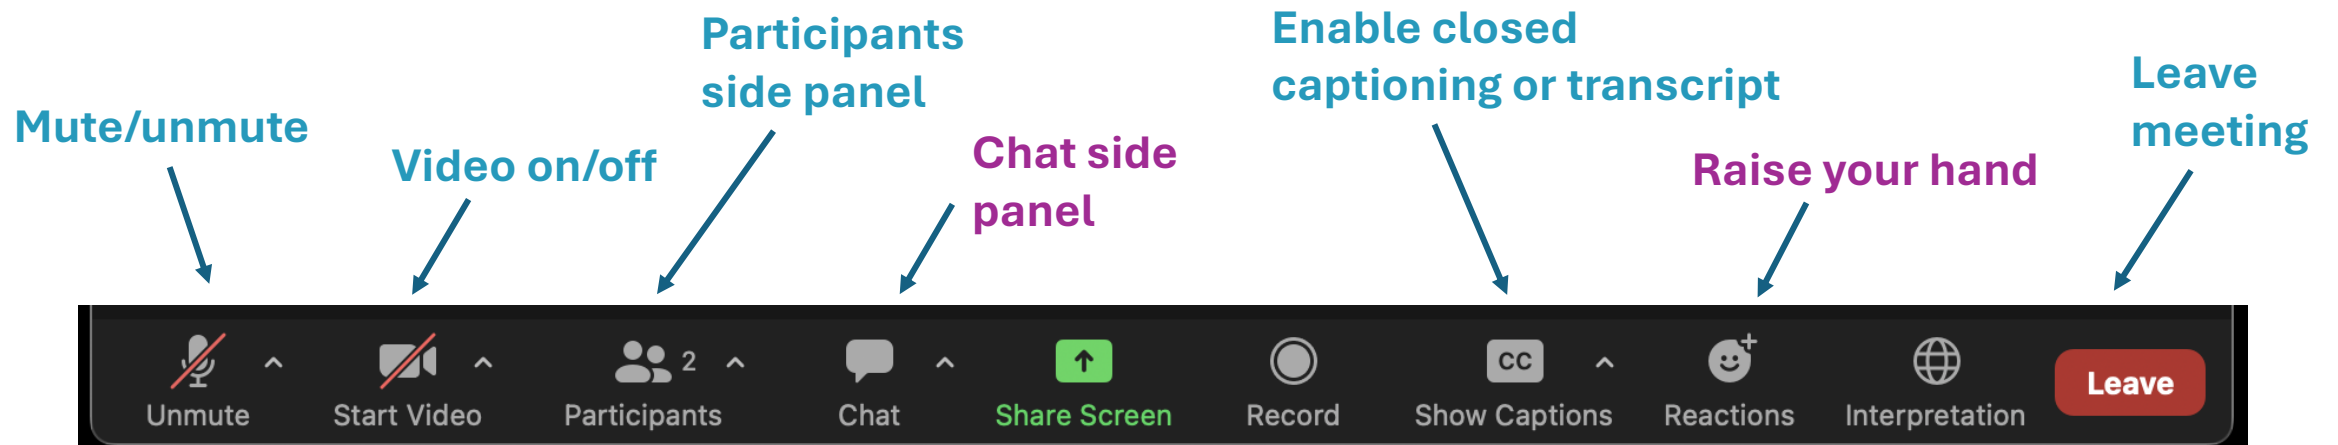 Mute/unmute
Video on/off
Participants
side panel
Chat side
panel
Enable closed
captioning or transcript
Raise your hand
Leave
meeting
2
CC
Unmute
Start Video
Participants
Chat
Share Screen
Record
Show Captions
Reactions
Interpretation
Leave